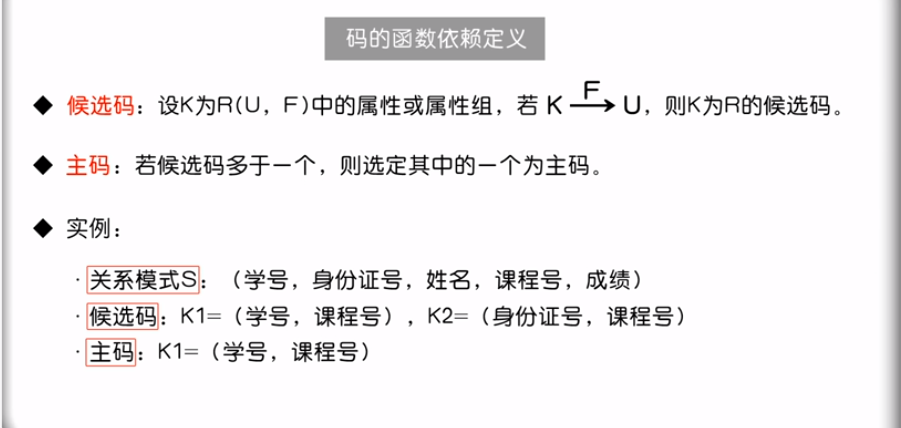 码的函数依赖定义
◆ 候选码：设K为R(U，F)中的属性或属性组，若 K F→ U，则K为R的候选码。
◆ 主码：若候选码多于一个，则选定其中的一个为主码。
◆ 实例：
·关系模式S：（学号，身份证号，姓名，课程号，成绩）
·候选码：K1=（学号，课程号），K2=（身份证号，课程号）
·主码：K1=（学号，课程号）